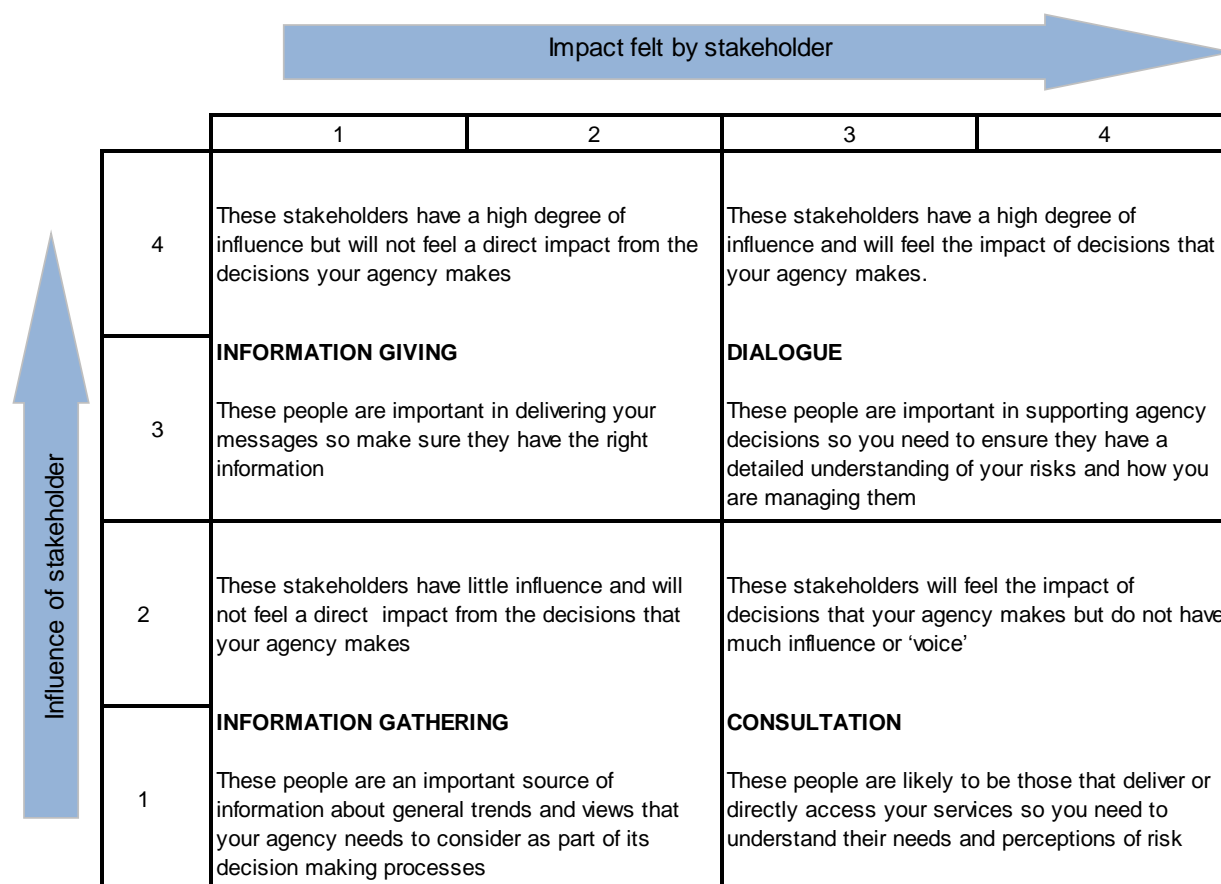 Impact felt by stakeholder
1 2 3 4
4
These stakeholders have a high degree of
influence but will not feel a direct impact from the
decisions your agency makes
These stakeholders have a high degree of
influence and will feel the impact of decisions that
your agency makes.
3
INFORMATION GIVING
These people are important in delivering your
messages so make sure they have the right
information
DIALOGUE
These people are important in supporting agency
decisions so you need to ensure they have a
detailed understanding of your risks and how you
are managing them
Influence of stakeholder
2
These stakeholders have little influence and will
not feel a direct impact from the decisions that
your agency makes
These stakeholders will feel the impact of
decisions that your agency makes but do not have
much influence or ‘voice’
1
INFORMATION GATHERING
These people are an important source of
information about general trends and views that
your agency needs to consider as part of its
decision making processes
CONSULTATION
These people are likely to be those that deliver or
directly access your services so you need to
understand their needs and perceptions of risk